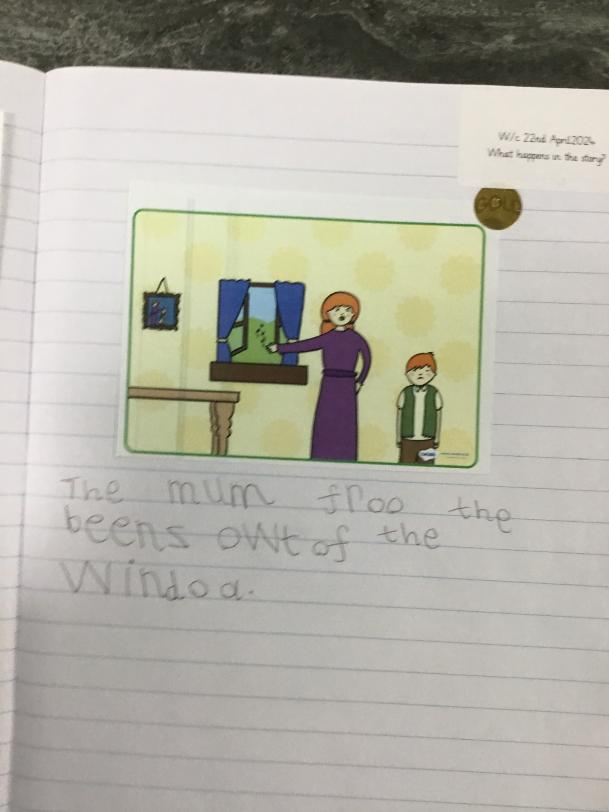 W/c 22nd April 2024
What happens in the story?
GOLD
The mum froo the
beens owt of the
Windoa.